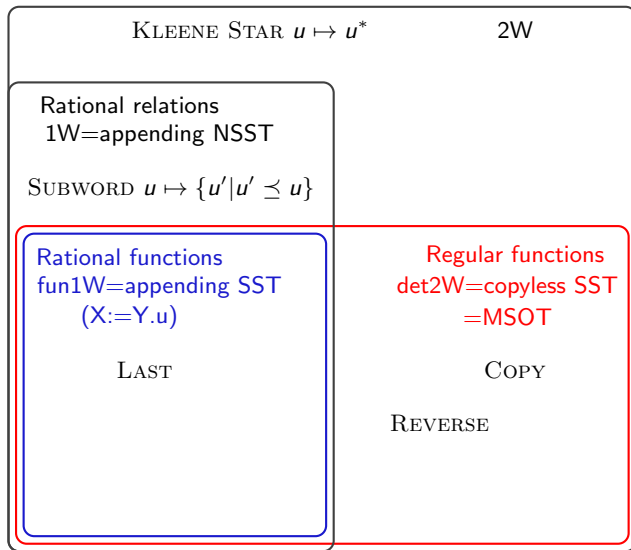 KLEENE STAR u ↦ u* 2W
Rational relations
1W=appending NSST
SUBWORD u ↦ {u′|u′ ⪯ u}
Rational functions
fun1W=appending SST
(X:=Y.u)
Regular functions
det2W=copyless SST
=MSOT
LAST
COPY
REVERSE